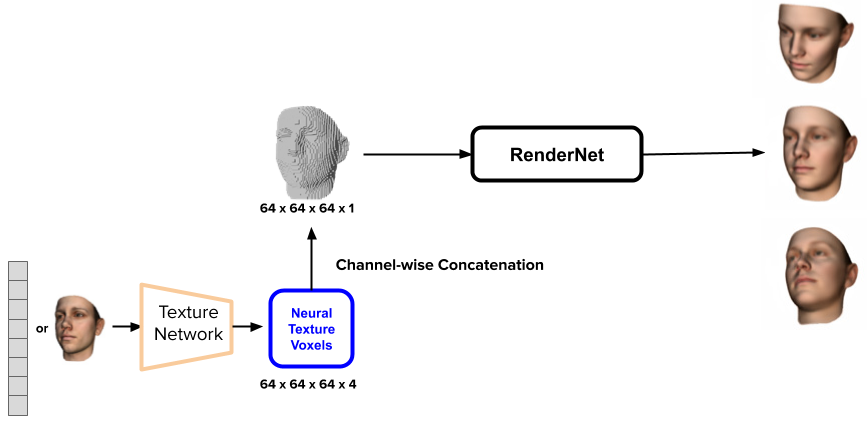 RenderNet
64 x 64 x 64 x 1
Channel-wise Concatenation
or
Texture
Network
Neural
Texture
Voxels
64 x 64 x 64 x 4